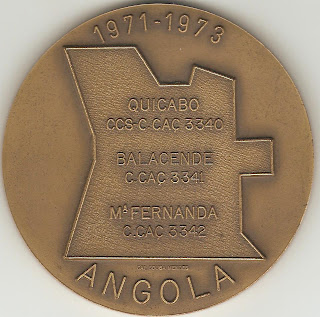 1971-1973
QUICABO
CCS-C.CAÇ 3340
BALACENDE
C.CAÇ 3341
Mª FERNANDA
C.CAÇ 3342
ANGOLA